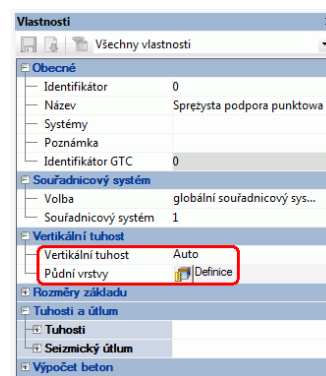 Vlastnosti
Všechny vlastnosti
Obecné
Identifikátor 0
Název Sprężysta podpora punktowa
Systémy
Poznámka
Identifikátor GTC 0
Souřadnicový systém
Volba globální souřadnicový sys...
Souřadnicový systém 1
Vertikální tuhost
Vertikální tuhost Auto
Půdní vrstvy Definice
Rozměry základu
Tuhosti a útlum
Tuhosti
Seizmický útlum
Výpočet beton